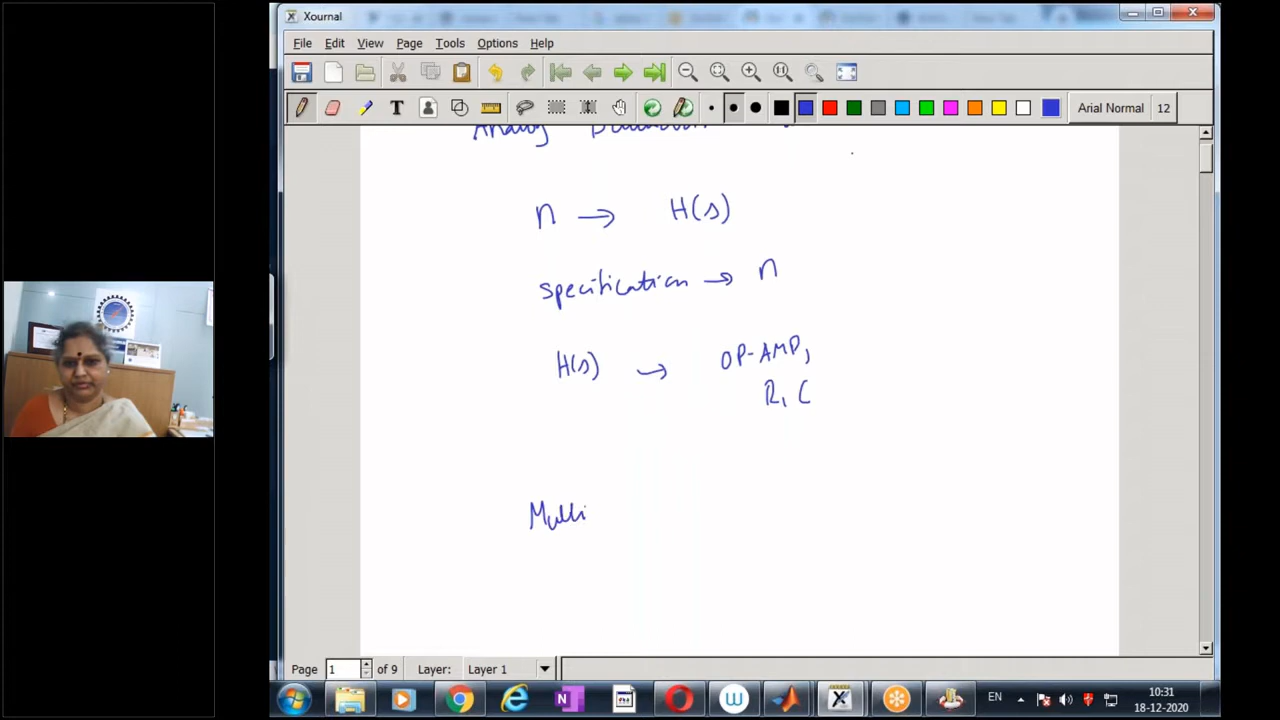 Xournal
File Edit View Page Tools Options Help
Arial Normal 12
n → H(s)
specification → n
H(s) → OP-AMP,
R, C
Multi
Page 1 of 9 Layer: Layer 1
EN 10:31
18-12-2020